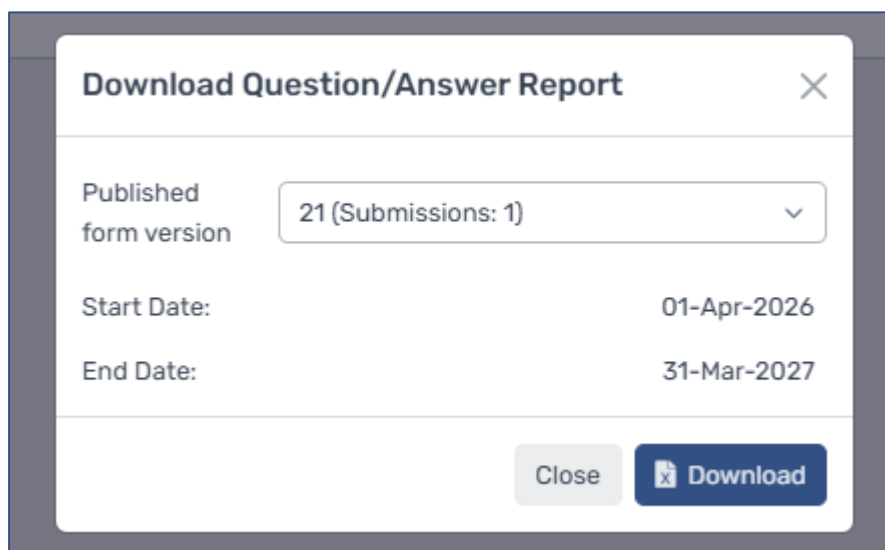 Download Question/Answer Report
Published
form version
21 (Submissions: 1)
Start Date:
01-Apr-2026
End Date:
31-Mar-2027
Close
Download